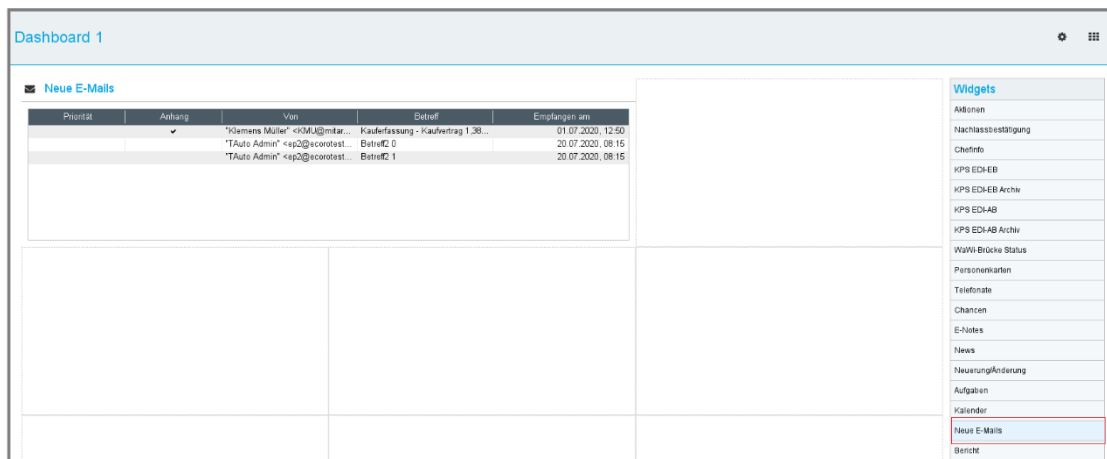 Dashboard 1
Neue E-Mails
Priorität Anhang Von Betreff Empfangen am
"Klemens Müller" <KMU@mitar... Kauferfassung - Kaufvertrag 1,38... 01.07.2020, 12:50
"TAuto Admin" <ep2@ecorotest... Betreff2 0 20.07.2020, 08:15
"TAuto Admin" <ep2@ecorotest... Betreff2 1 20.07.2020, 08:15
Widgets
Aktionen
Nachlassbestätigung
Chefinfo
KPS EDI-EB
KPS EDI-EB Archiv
KPS EDI-AB
KPS EDI-AB Archiv
WaWi-Brücke Status
Personenkarten
Telefonate
Chancen
E-Notes
News
Neuerung/Änderung
Aufgaben
Kalender
Neue E-Mails
Bericht